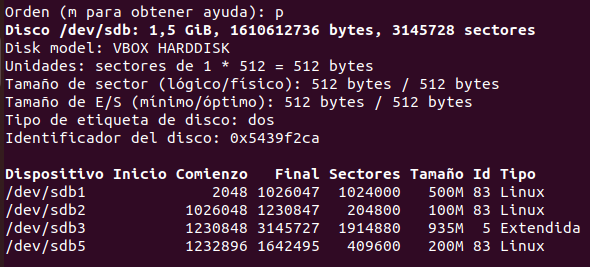 Orden (m para obtener ayuda): p
Disco /dev/sdb: 1,5 GiB, 1610612736 bytes, 3145728 sectores
Disk model: VBOX HARDDISK
Unidades: sectores de 1 * 512 = 512 bytes
Tamaño de sector (lógico/físico): 512 bytes / 512 bytes
Tamaño de E/S (mínimo/óptimo): 512 bytes / 512 bytes
Tipo de etiqueta de disco: dos
Identificador del disco: 0x5439f2ca
Dispositivo Inicio Comienzo Final Sectores Tamaño Id Tipo
/dev/sdb1 2048 1026047 1024000 500M 83 Linux
/dev/sdb2 1026048 1230847 204800 100M 83 Linux
/dev/sdb3 1230848 3145727 1914880 935M 5 Extendida
/dev/sdb5 1232896 1642495 409600 200M 83 Linux